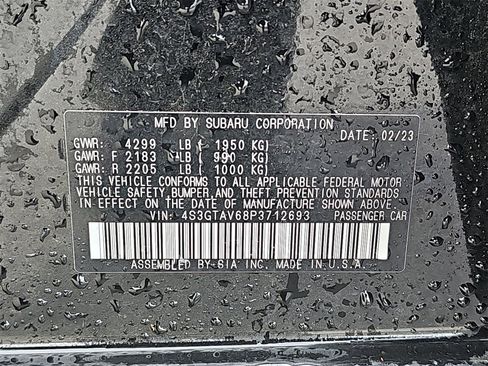 MFD BY SUBARU CORPORATION
DATE: 02/23
GVWR: 4299 LB ( 1950 KG)
GAWR: F 2183 LB ( 990 KG)
GAWR: R 2205 LB ( 1000 KG)
THIS VEHICLE CONFORMS TO ALL APPLICABLE FEDERAL MOTOR
VEHICLE SAFETY,BUMPER,AND THEFT PREVENTION STANDARDS
IN EFFECT ON THE DATE OF MANUFACTURE SHOWN ABOVE.
VIN: 4S3GTAV68P3712693 PASSENGER CAR
ASSEMBLED BY SIA INC. MADE IN U.S.A.